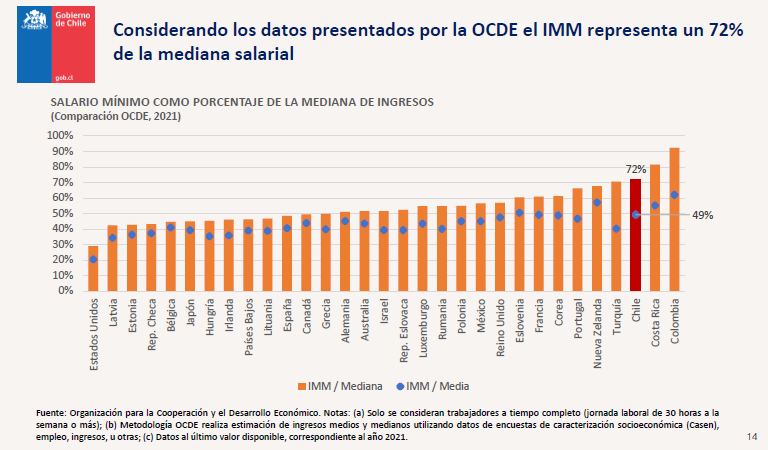 Gobierno
de Chile
gob.cl
Considerando los datos presentados por la OCDE el IMM representa un 72%
de la mediana salarial
SALARIO MÍNIMO COMO PORCENTAJE DE LA MEDIANA DE INGRESOS
(Comparación OCDE, 2021)
100%
90%
80%
70%
60%
50%
40%
30%
20%
10%
0%
72%
49%
Estados Unidos
Latvia
Estonia
Rep. Checa
Bélgica
Japón
Hungría
Irlanda
Países Bajos
Lituania
España
Canadá
Grecia
Alemania
Australia
Israel
Rep. Eslovaca
Luxemburgo
Rumania
Polonia
México
Reino Unido
Eslovenia
Francia
Corea
Portugal
Nueva Zelanda
Turquía
Chile
Costa Rica
Colombia
IMM / Mediana
IMM / Media
Fuente: Organización para la Cooperación y el Desarrollo Económico. Notas: (a) Solo se consideran trabajadores a tiempo completo (jornada laboral de 30 horas a la
semana o más); (b) Metodología OCDE realiza estimación de ingresos medios y medianos utilizando datos de encuestas de caracterización socioeconómica (Casen),
empleo, ingresos, u otras; (c) Datos al último valor disponible, correspondiente al año 2021.
14